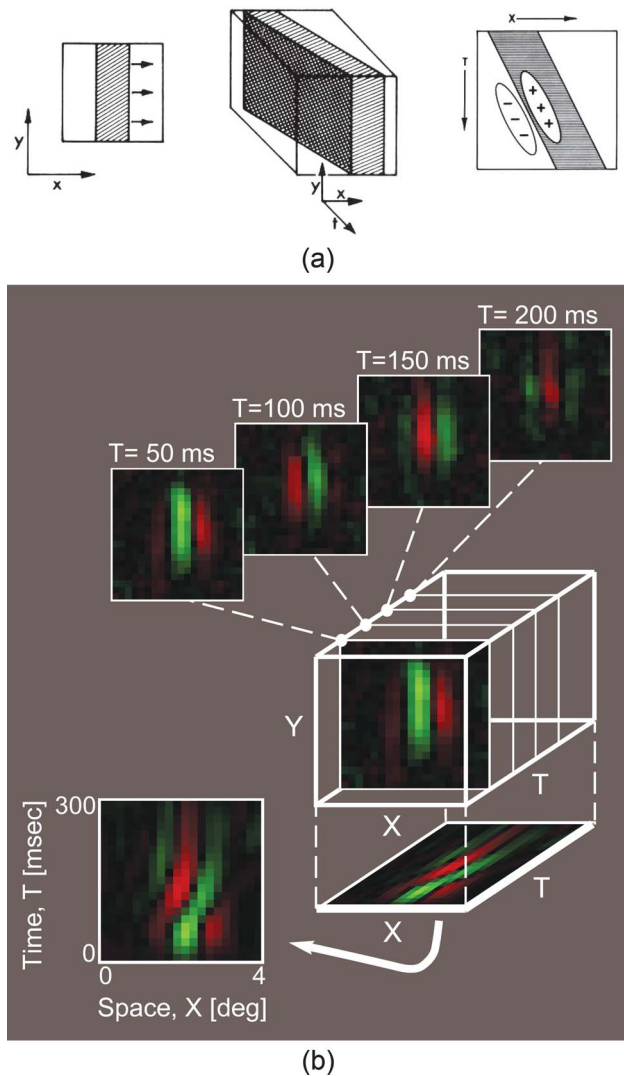 x
T
+
+
+
−
−
−
y
x
y
x
t
(a)
T= 200 ms
T=150 ms
T=100 ms
T= 50 ms
Y
X
T
300
0
Time, T [msec]
0
4
Space, X [deg]
X
T
(b)